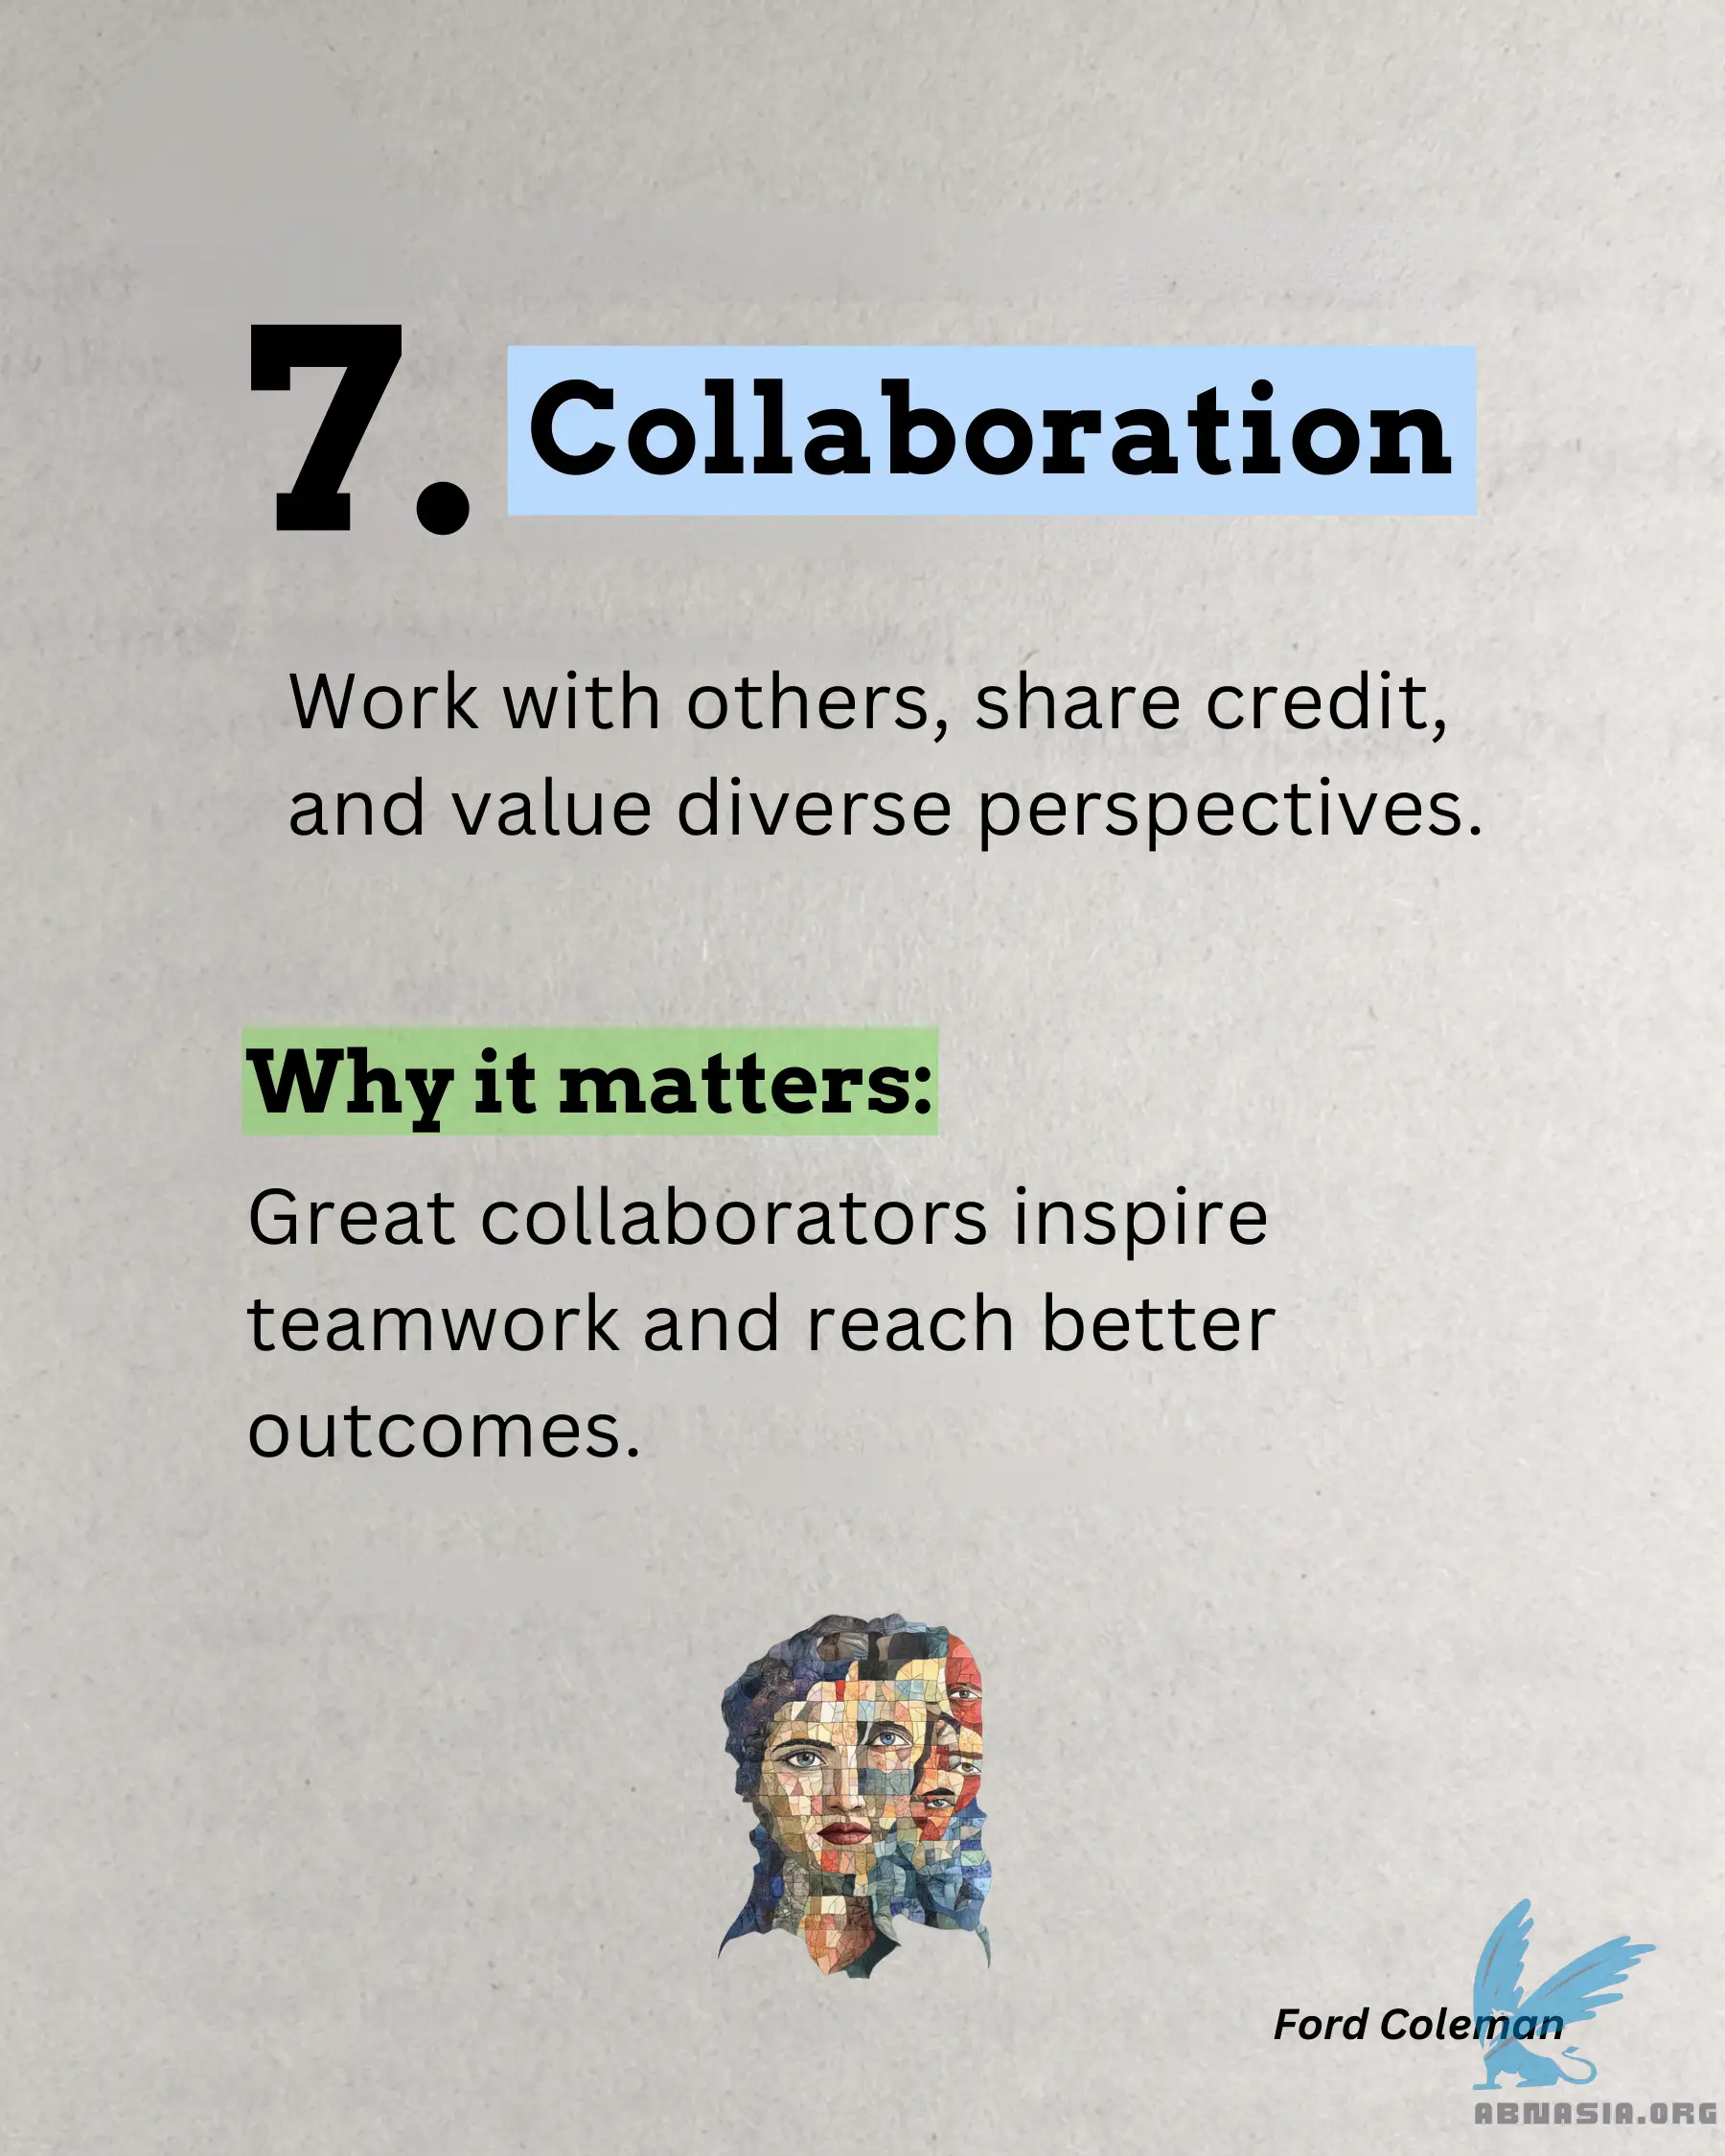 7. Collaboration
Work with others, share credit,
and value diverse perspectives.
Why it matters:
Great collaborators inspire
teamwork and reach better
outcomes.
Ford Coleman
ABNASIA.ORG